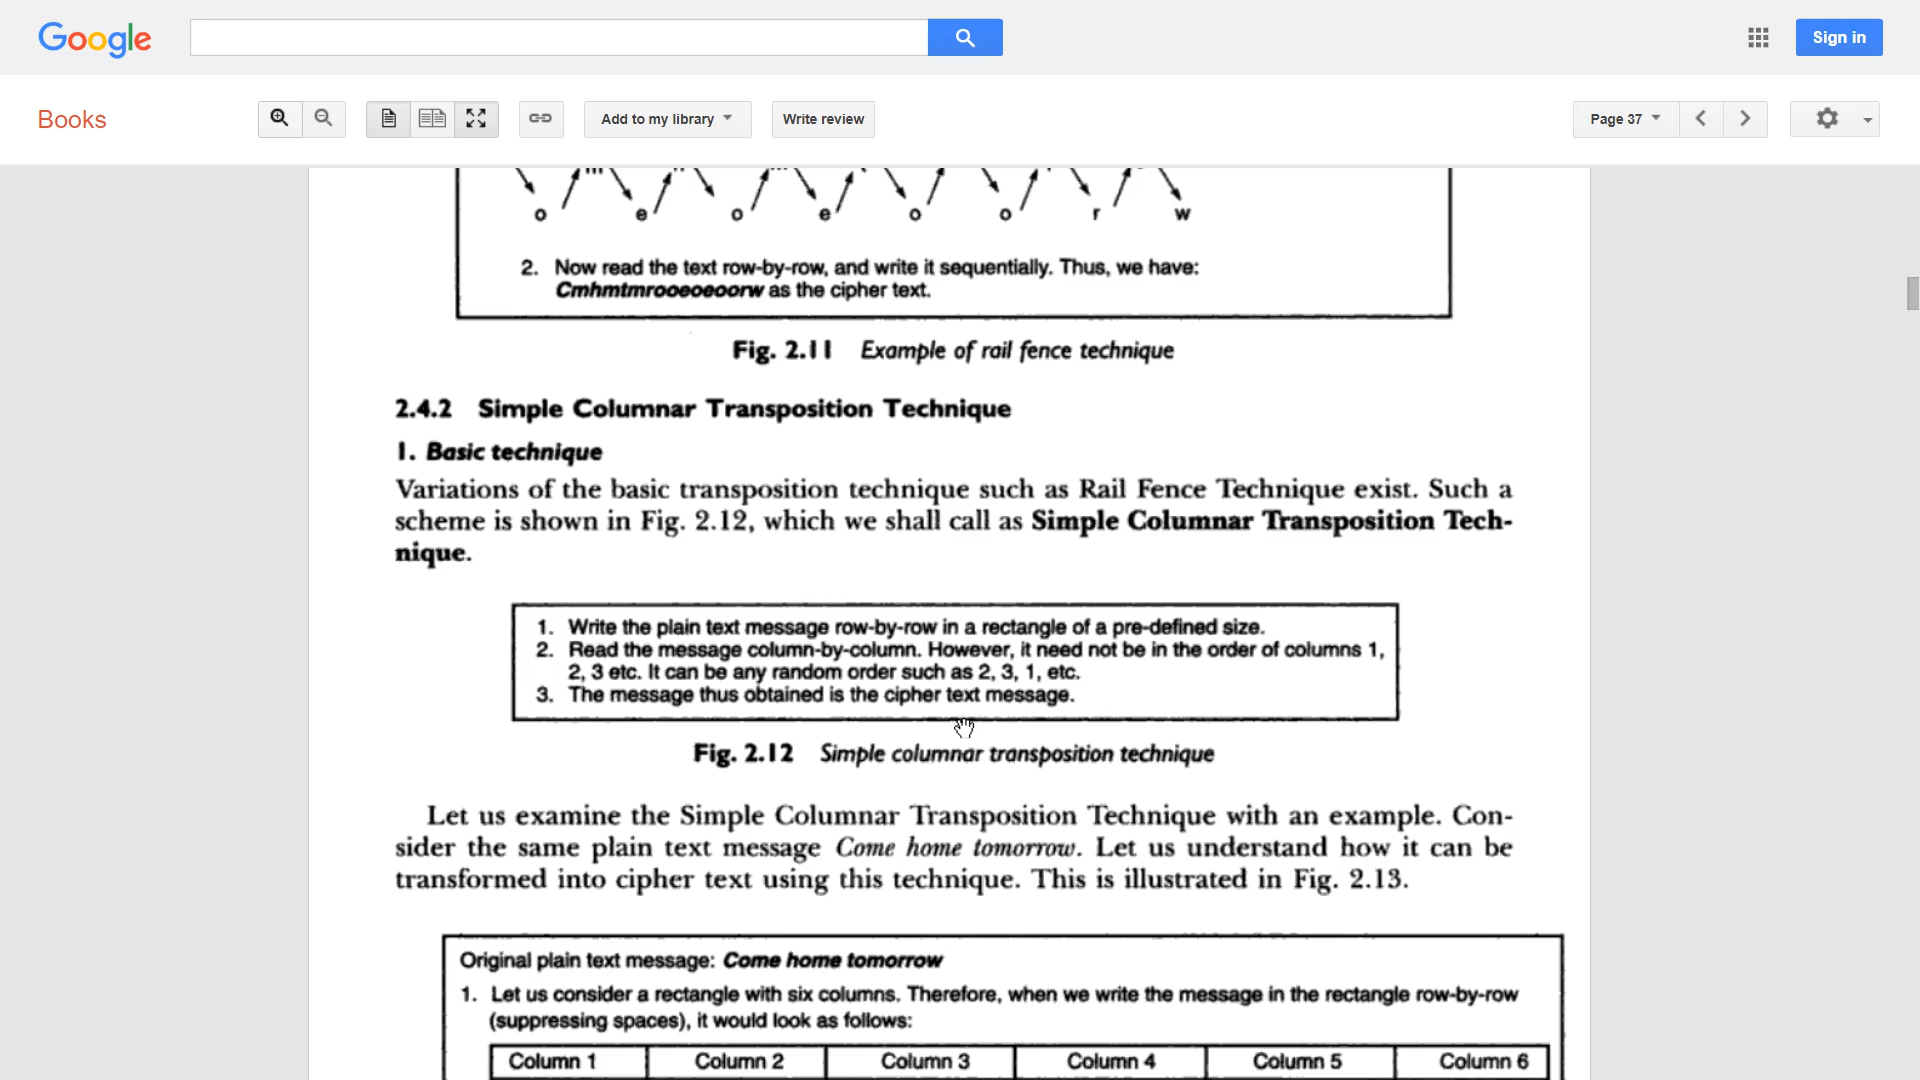 Google
Sign in
Books
Add to my library
Write review
Page 37
o e o e o o r w
2. Now read the text row-by-row, and write it sequentially. Thus, we have:
Cmhmtmrooeoeoorw as the cipher text.
Fig. 2.11 Example of rail fence technique
2.4.2 Simple Columnar Transposition Technique
1. Basic technique
Variations of the basic transposition technique such as Rail Fence Technique exist. Such a
scheme is shown in Fig. 2.12, which we shall call as Simple Columnar Transposition Tech-
nique.
1. Write the plain text message row-by-row in a rectangle of a pre-defined size.
2. Read the message column-by-column. However, it need not be in the order of columns 1,
2, 3 etc. It can be any random order such as 2, 3, 1, etc.
3. The message thus obtained is the cipher text message.
Fig. 2.12 Simple columnar transposition technique
Let us examine the Simple Columnar Transposition Technique with an example. Con-
sider the same plain text message Come home tomorrow. Let us understand how it can be
transformed into cipher text using this technique. This is illustrated in Fig. 2.13.
Original plain text message: Come home tomorrow
1. Let us consider a rectangle with six columns. Therefore, when we write the message in the rectangle row-by-row
(suppressing spaces), it would look as follows:
Column 1 Column 2 Column 3 Column 4 Column 5 Column 6